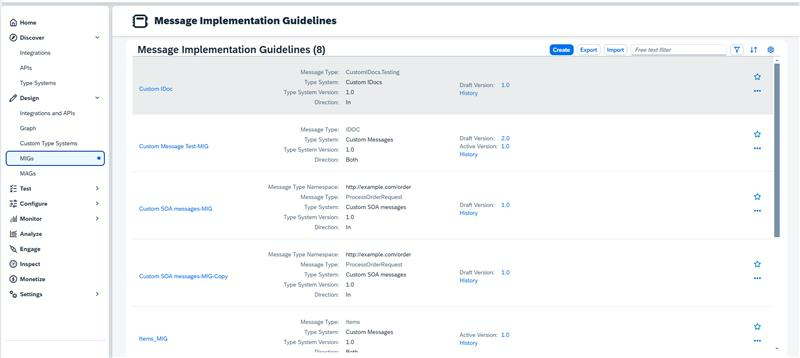 Home
Discover
Integrations
APIs
Type Systems
Design
Integrations and APIs
Graph
Custom Type Systems
MIGs
MAGs
Test
Configure
Monitor
Analyze
Engage
Inspect
Monetize
Settings
Message Implementation Guidelines
Message Implementation Guidelines (8)
Create Export Import Free text filter
Custom IDoc
Message Type: CustomIDocs.Testing
Type System: Custom IDocs
Type System Version: 1.0
Direction: In
Draft Version: 1.0
History
Custom Message Test-MIG
Message Type: IDOC
Type System: Custom Messages
Type System Version: 1.0
Direction: Both
Draft Version: 2.0
Active Version: 1.0
History
Custom SOA messages-MIG
Message Type Namespace: http://example.com/order
Message Type: ProcessOrderRequest
Type System: Custom SOA messages
Type System Version: 1.0
Direction: In
Draft Version: 1.0
History
Custom SOA messages-MIG-Copy
Message Type Namespace: http://example.com/order
Message Type: ProcessOrderRequest
Type System: Custom SOA messages
Type System Version: 1.0
Direction: In
Draft Version: 1.0
History
Items_MIG
Message Type: Items
Type System: Custom Messages
Type System Version: 1.0
Direction: Both
Active Version: 1.0
History